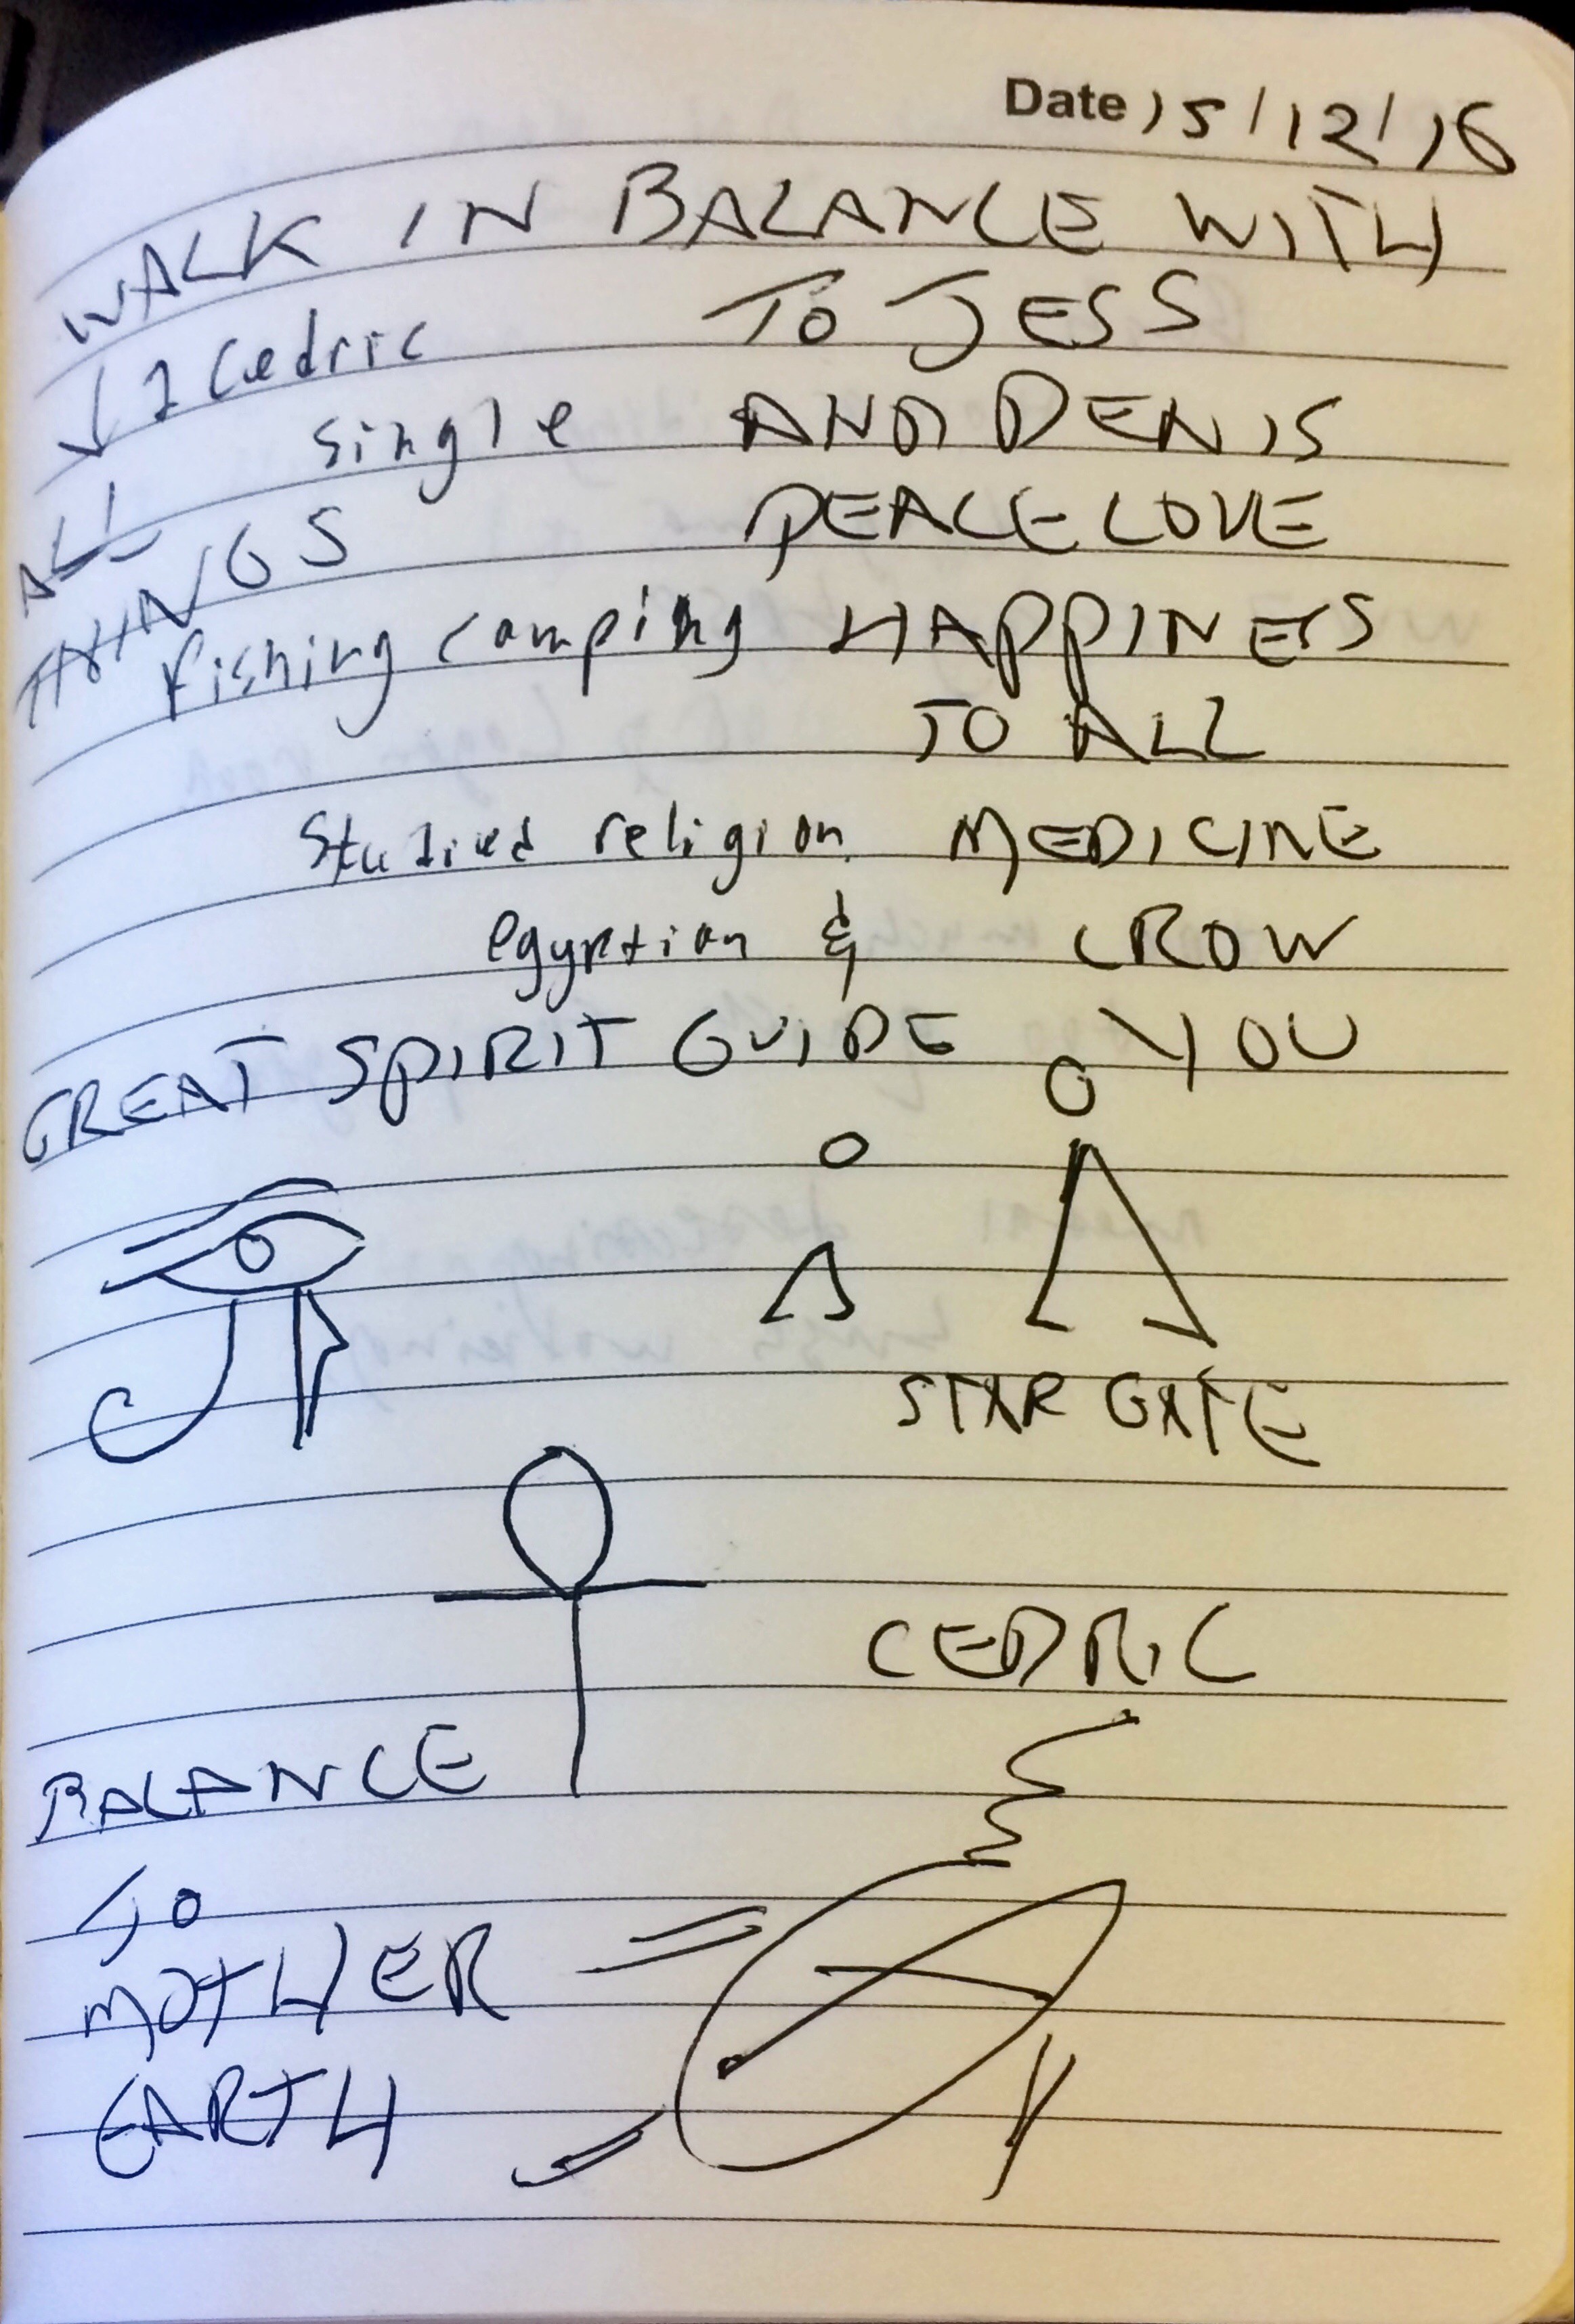 Date 15/12/16
WALK IN BALANCE WITH
↓ 2 Cedric TO JESS
single AND DENIS
ALL PEACE LOVE
THINGS
fishing camping HAPPINESS
TO ALL
Studied religion MEDICINE
egyptian & CROW
GREAT SPIRIT GUIDE YOU
STAR GATE
CEDRIC
BALANCE
TO
MOTHER
EARTH